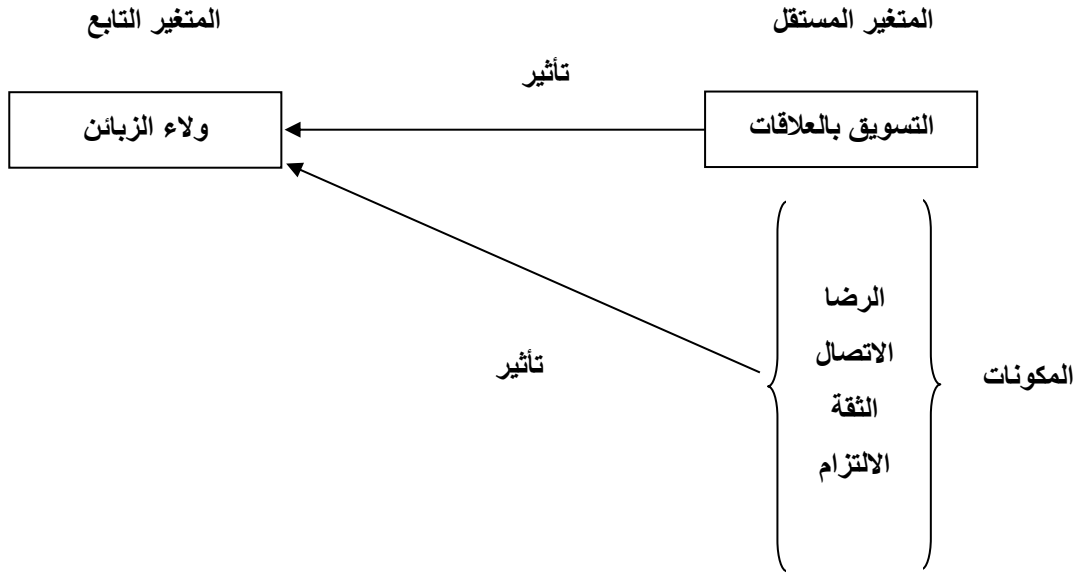 المتغير المستقل
المتغير التابع
تأثير
التسويق بالعلاقات
ولاء الزبائن
الرضا
الاتصال
الثقة
الالتزام
المكونات
تأثير